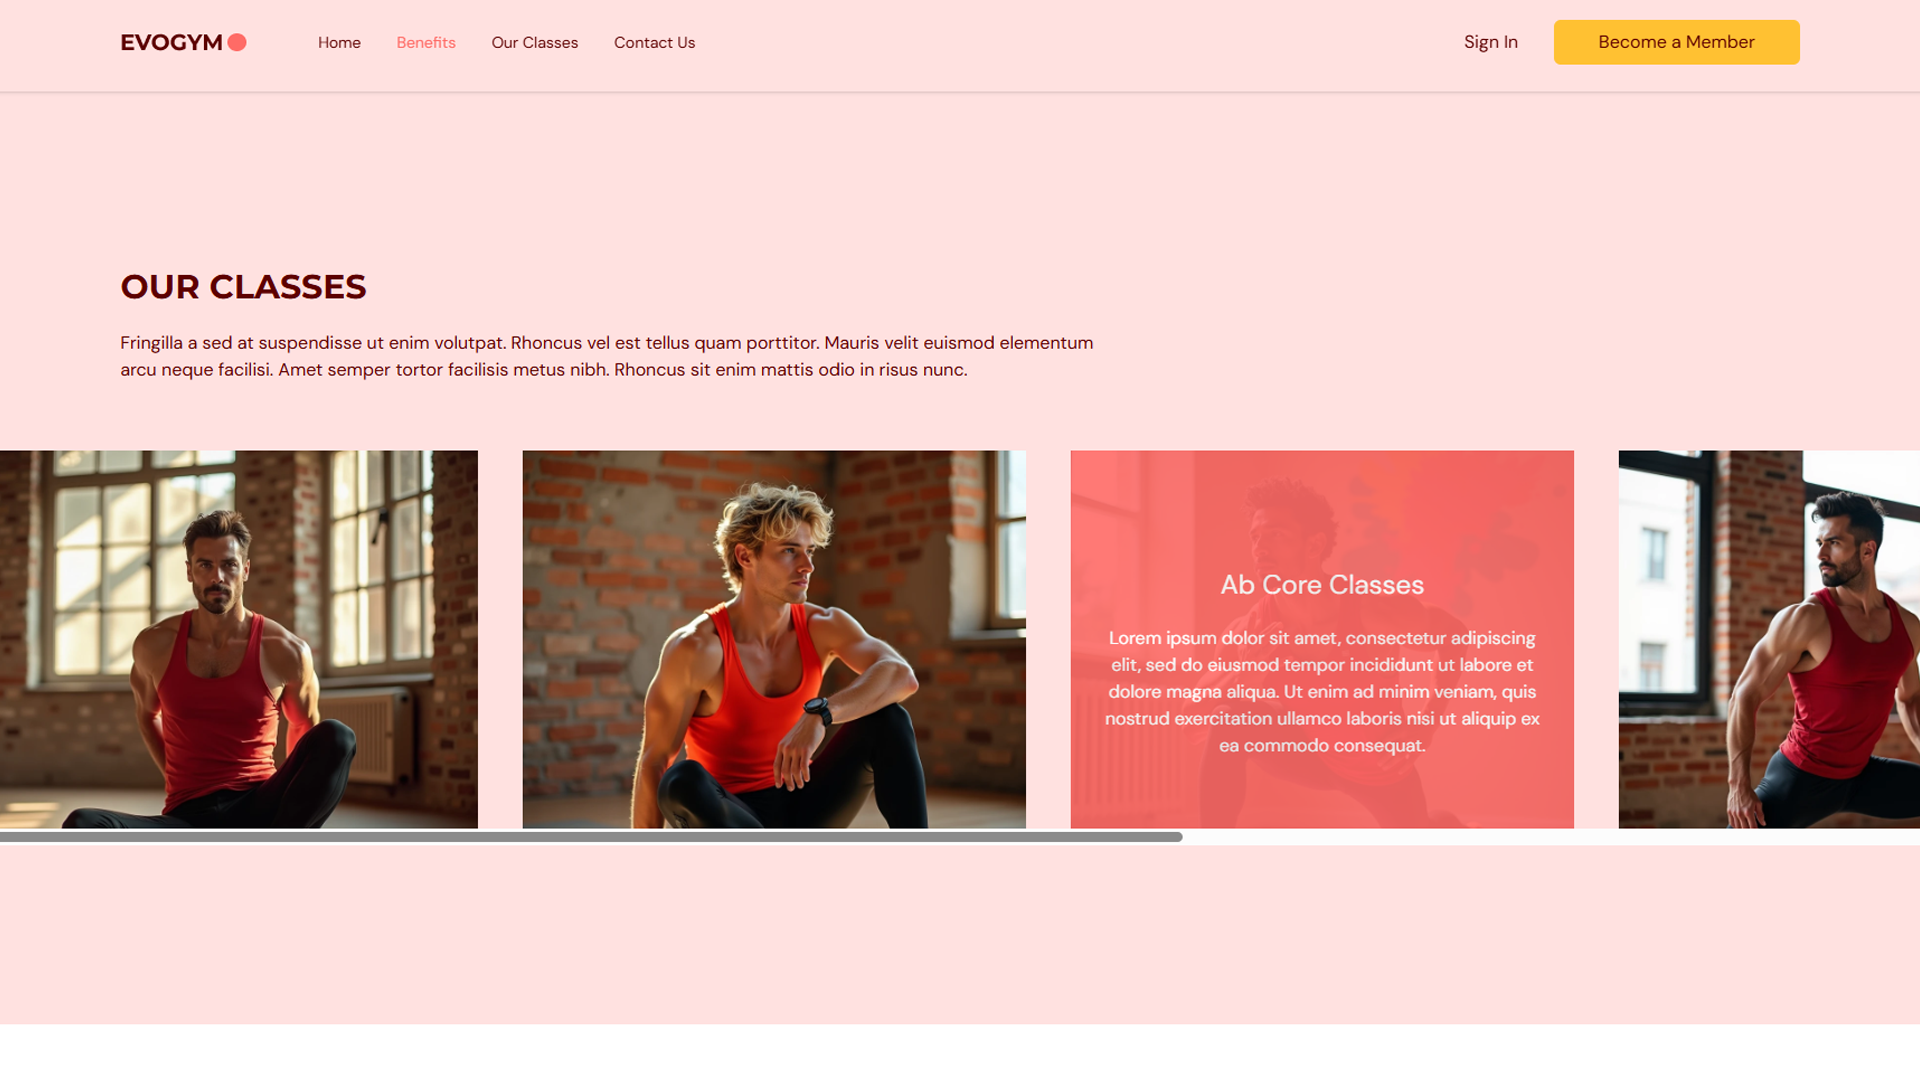 EVOGYM
Home
Benefits
Our Classes
Contact Us
Sign In
Become a Member
OUR CLASSES
Fringilla a sed at suspendisse ut enim volutpat. Rhoncus vel est tellus quam porttitor. Mauris velit euismod elementum
arcu neque facilisi. Amet semper tortor facilisis metus nibh. Rhoncus sit enim mattis odio in risus nunc.
Ab Core Classes
Lorem ipsum dolor sit amet, consectetur adipiscing
elit, sed do eiusmod tempor incididunt ut labore et
dolore magna aliqua. Ut enim ad minim veniam, quis
nostrud exercitation ullamco laboris nisi ut aliquip ex
ea commodo consequat.